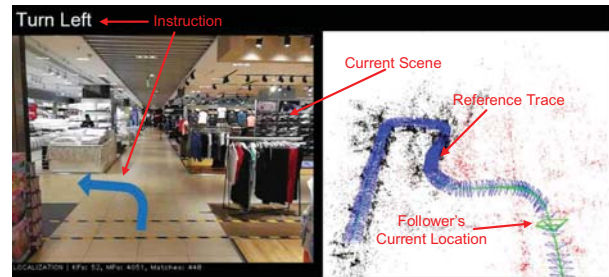 Turn Left
Instruction
Current Scene
Reference Trace
Follower's
Current Location
LOCALIZATION | KFs: 52, MPs: 4051, Matches: 448